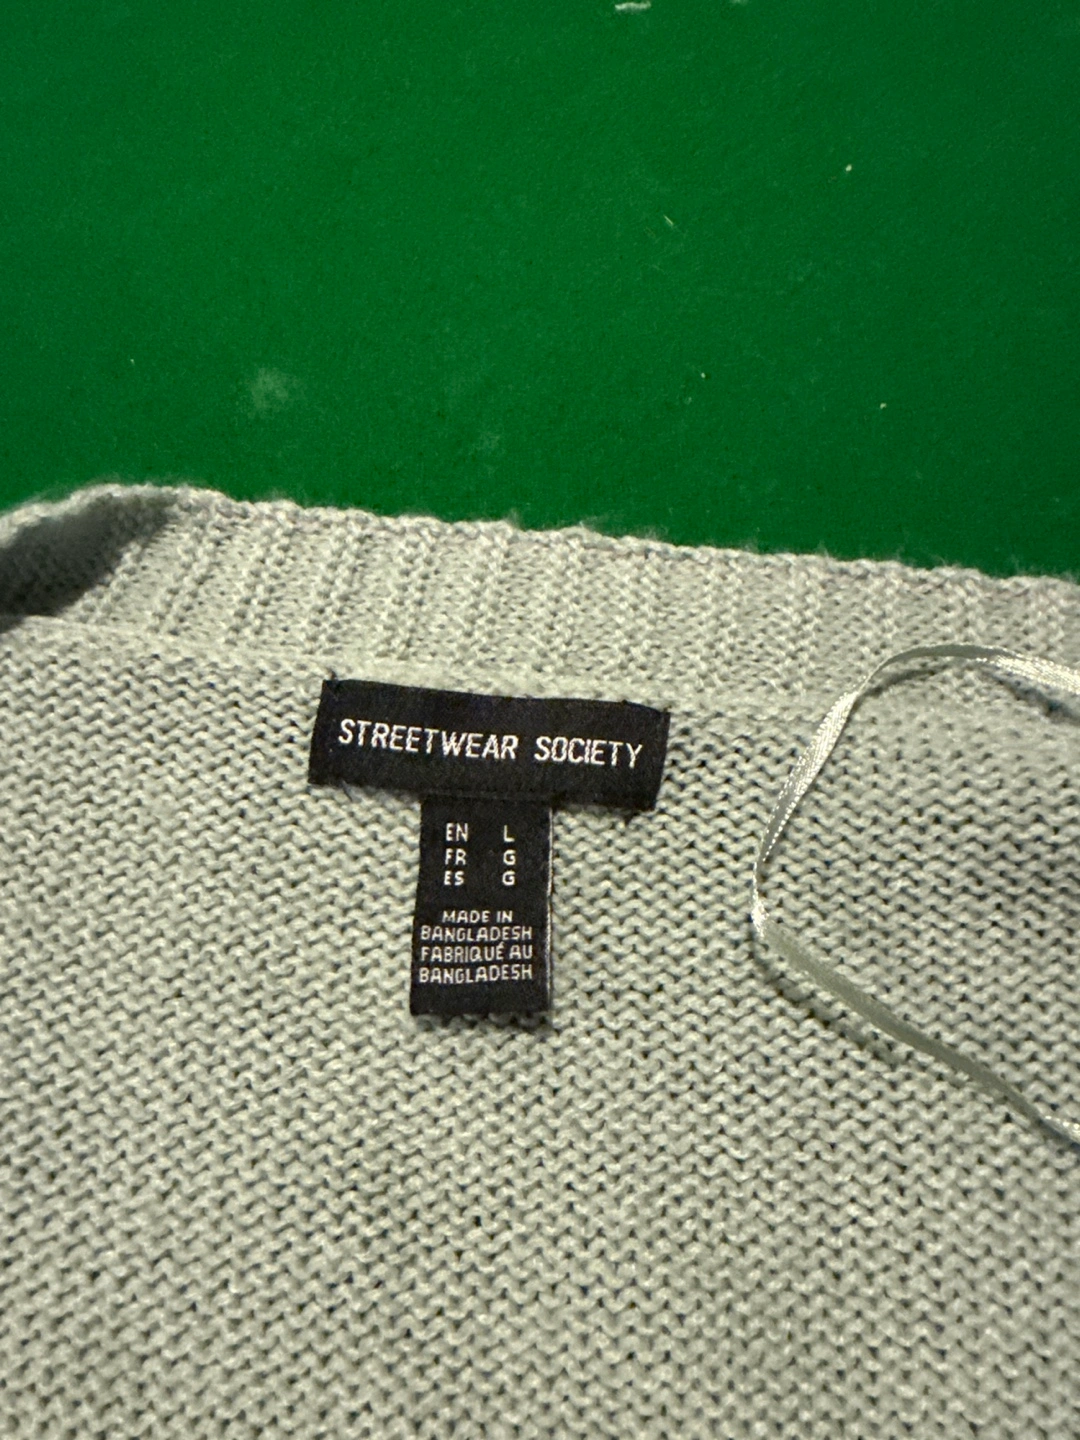 STREETWEAR SOCIETY
EN L
FR G
ES G
MADE IN
BANGLADESH
FABRIQUÉ AU
BANGLADESH